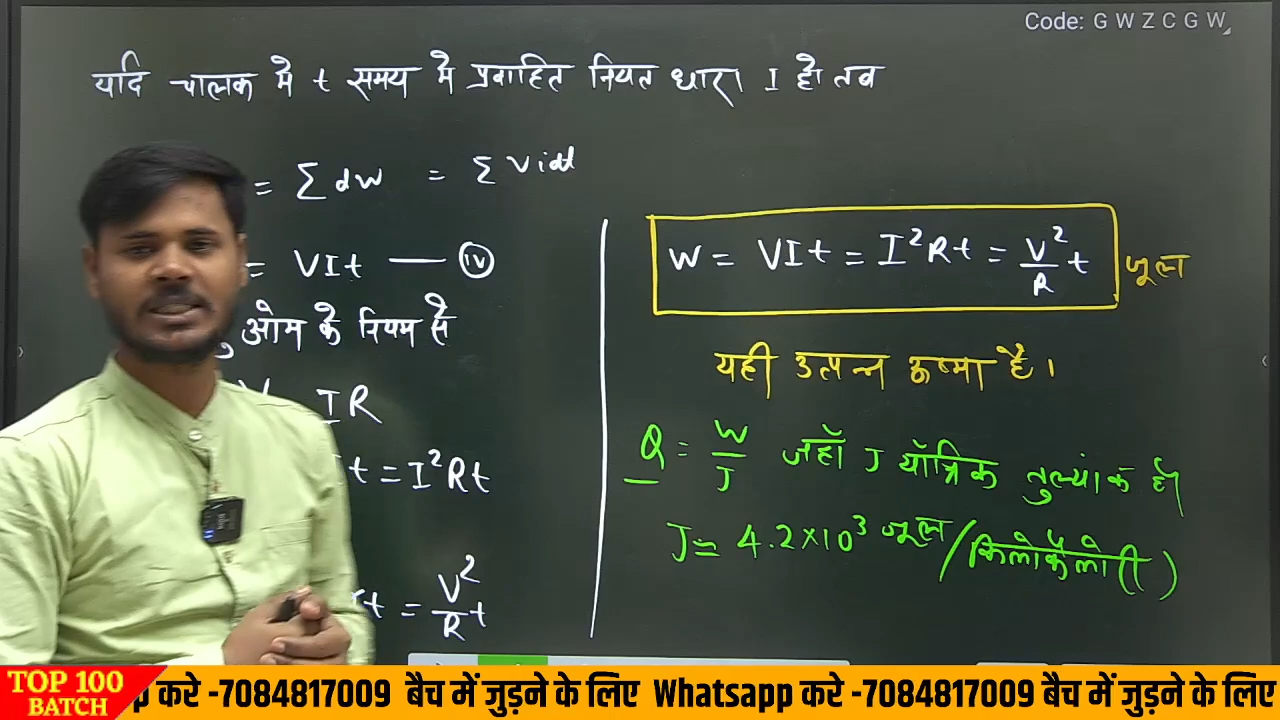 Code: G W Z C G W
यदि चालक मे t समय मे प्रवाहित नियत धारा I हो तब
= Σ dw = Σ Vidt
= VIt — (iv)
ओम के नियम से
IR
t = I²Rt
t = V²/R t
W = VIt = I²Rt = V²/R t जूल
यही उत्पन्न ऊष्मा है।
Q = W/J जहाँ J याँत्रिक तुल्यांक है
J = 4.2×10³ जूल/किलोकैलोरी)
TOP 100
BATCH
करे -7084817009 बैच में जुड़ने के लिए Whatsapp करे -7084817009 बैच में जुड़ने के लिए